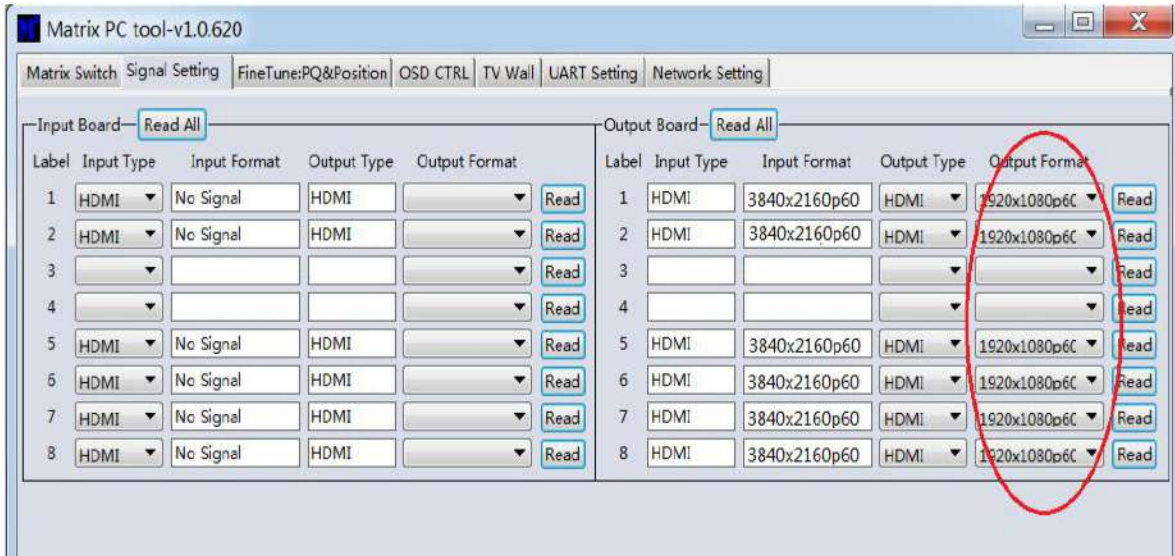 Matrix PC tool-v1.0.620
Matrix Switch Signal Setting FineTune:PQ&Position OSD CTRL TV Wall UART Setting Network Setting
Input Board Read All Output Board Read All
Label Input Type Input Format Output Type Output Format Label Input Type Input Format Output Type Output Format
1 HDMI No Signal HDMI Read 1 HDMI 3840x2160p60 HDMI 1920x1080p60 Read
2 HDMI No Signal HDMI Read 2 HDMI 3840x2160p60 HDMI 1920x1080p60 Read
3 Read 3 Read
4 Read 4 Read
5 HDMI No Signal HDMI Read 5 HDMI 3840x2160p60 HDMI 1920x1080p60 Read
6 HDMI No Signal HDMI Read 6 HDMI 3840x2160p60 HDMI 1920x1080p60 Read
7 HDMI No Signal HDMI Read 7 HDMI 3840x2160p60 HDMI 1920x1080p60 Read
8 HDMI No Signal HDMI Read 8 HDMI 3840x2160p60 HDMI 1920x1080p60 Read